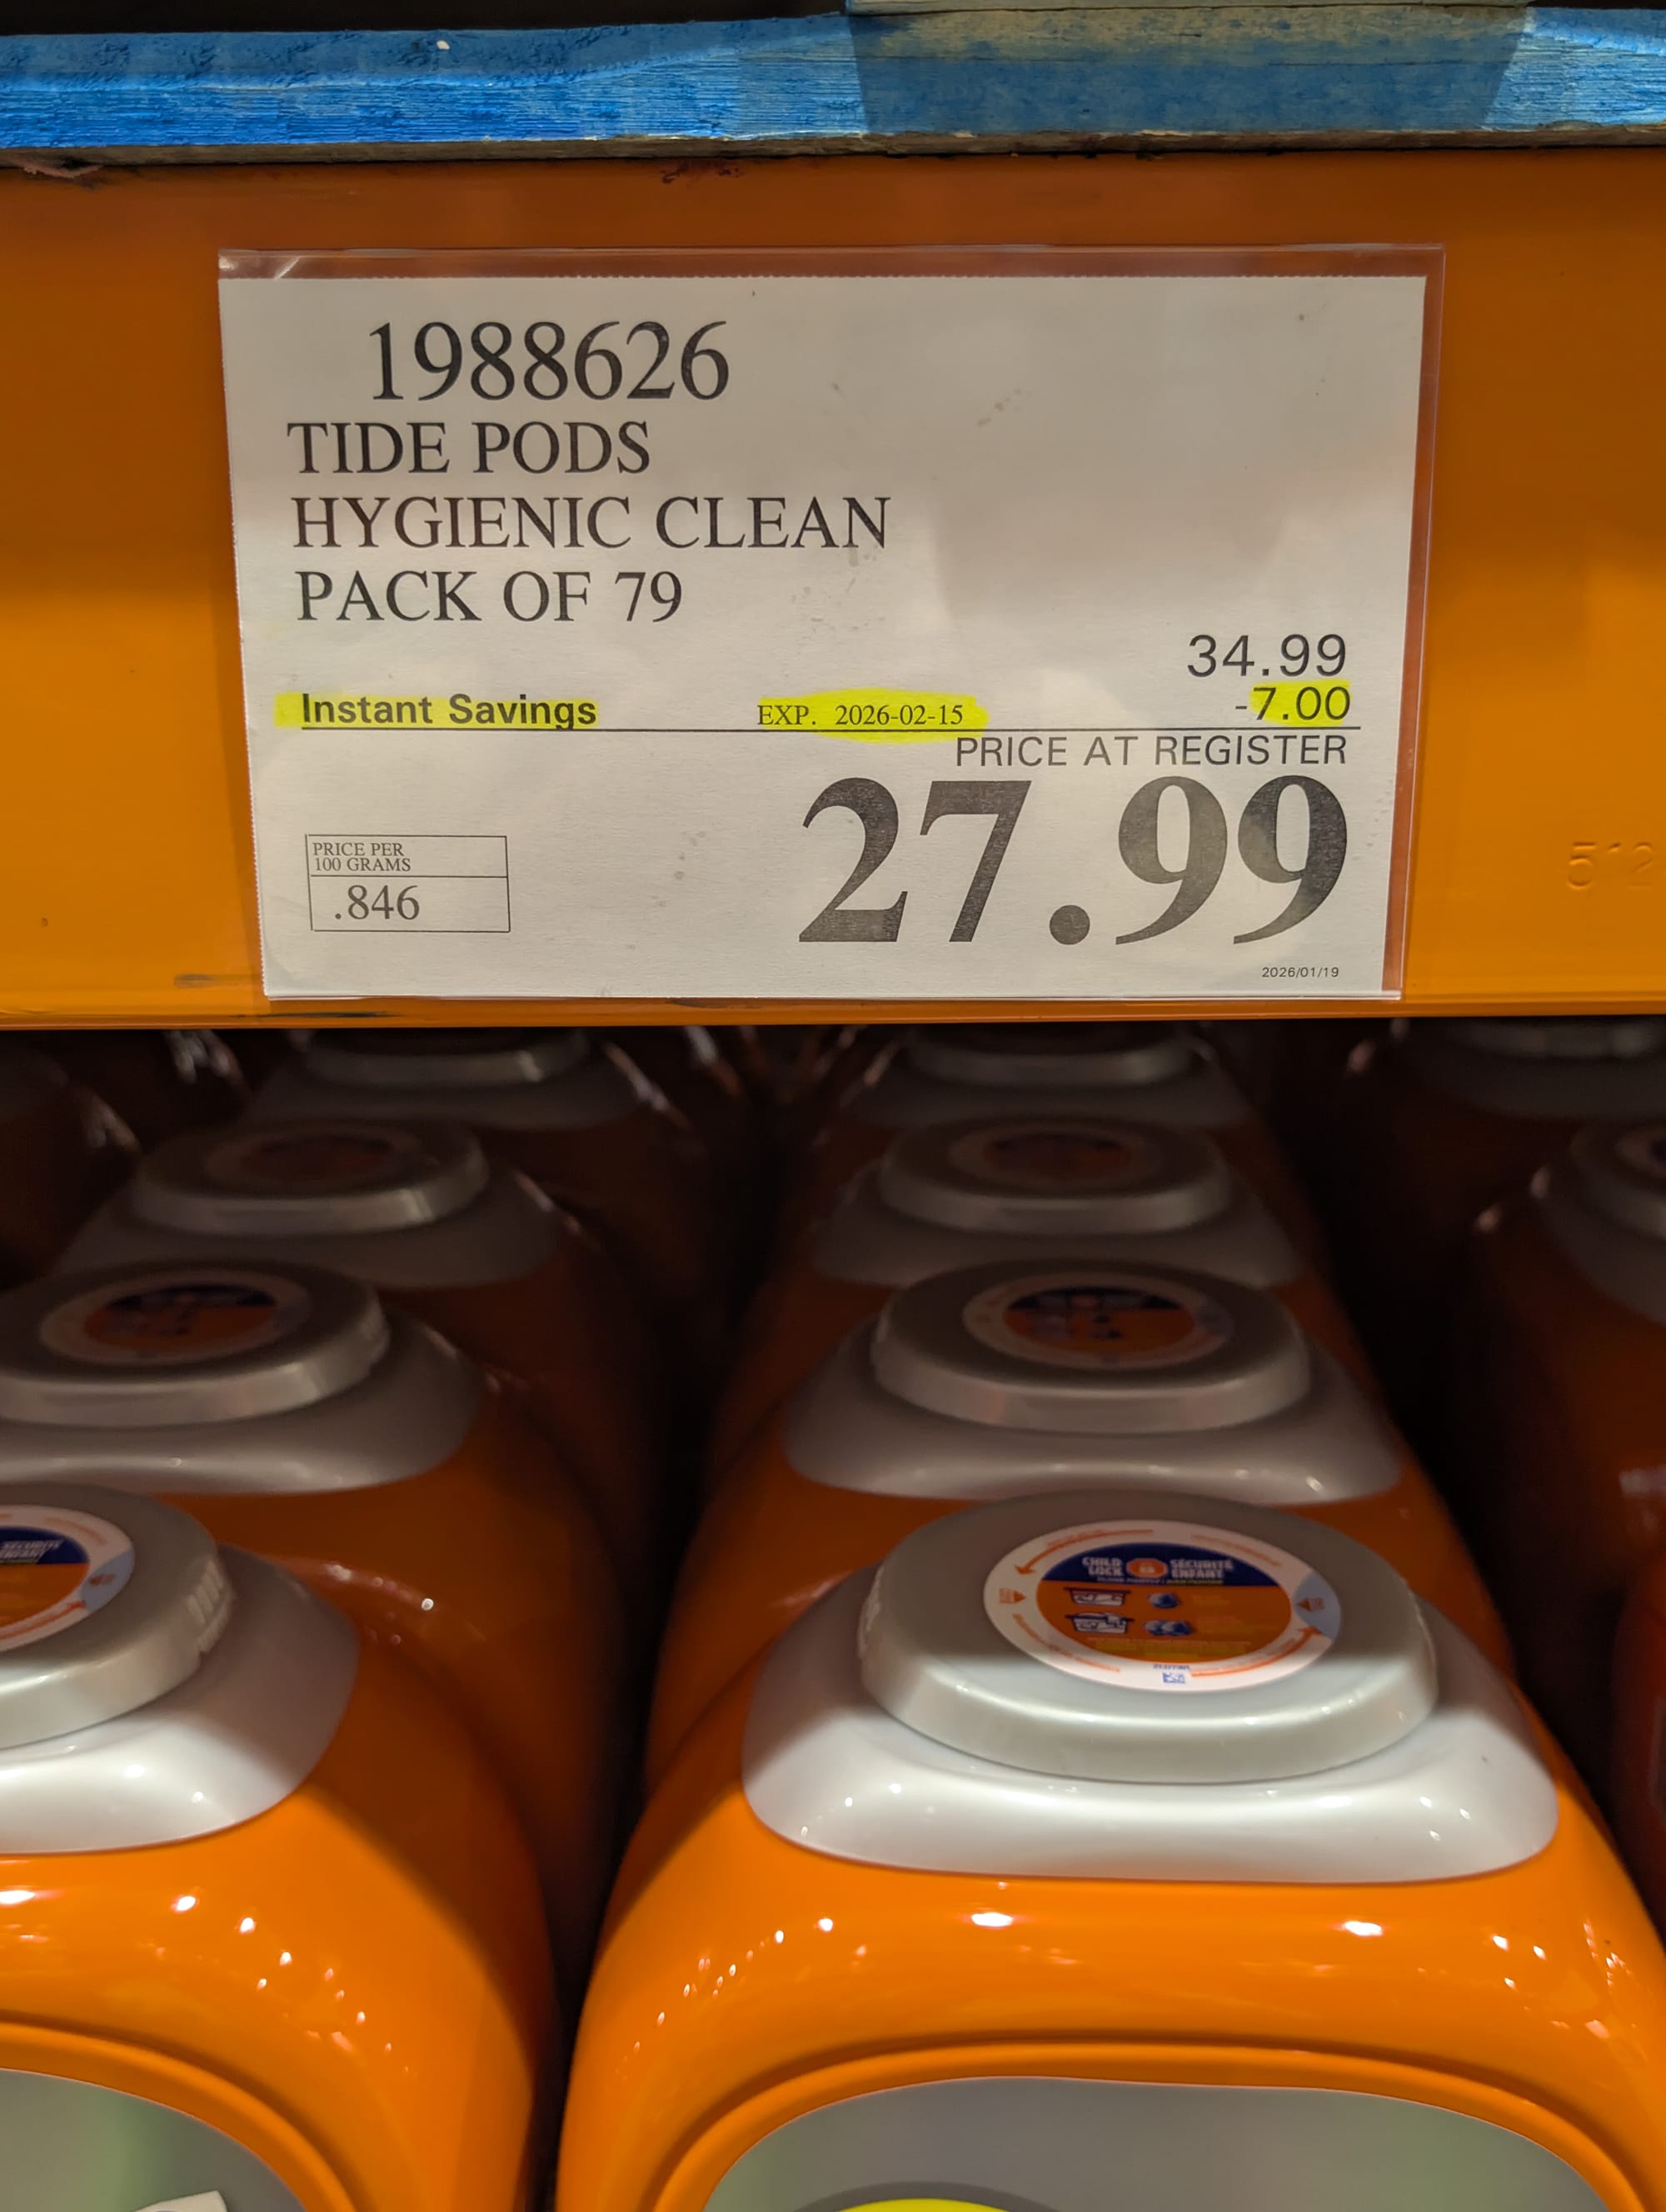 1988626
TIDE PODS
HYGIENIC CLEAN
PACK OF 79
34.99
Instant Savings EXP. 2026-02-15 -7.00
PRICE AT REGISTER
27.99
PRICE PER
100 GRAMS
.846
2026/01/19
CHILD LOCK
SÉCURITÉ ENFANT